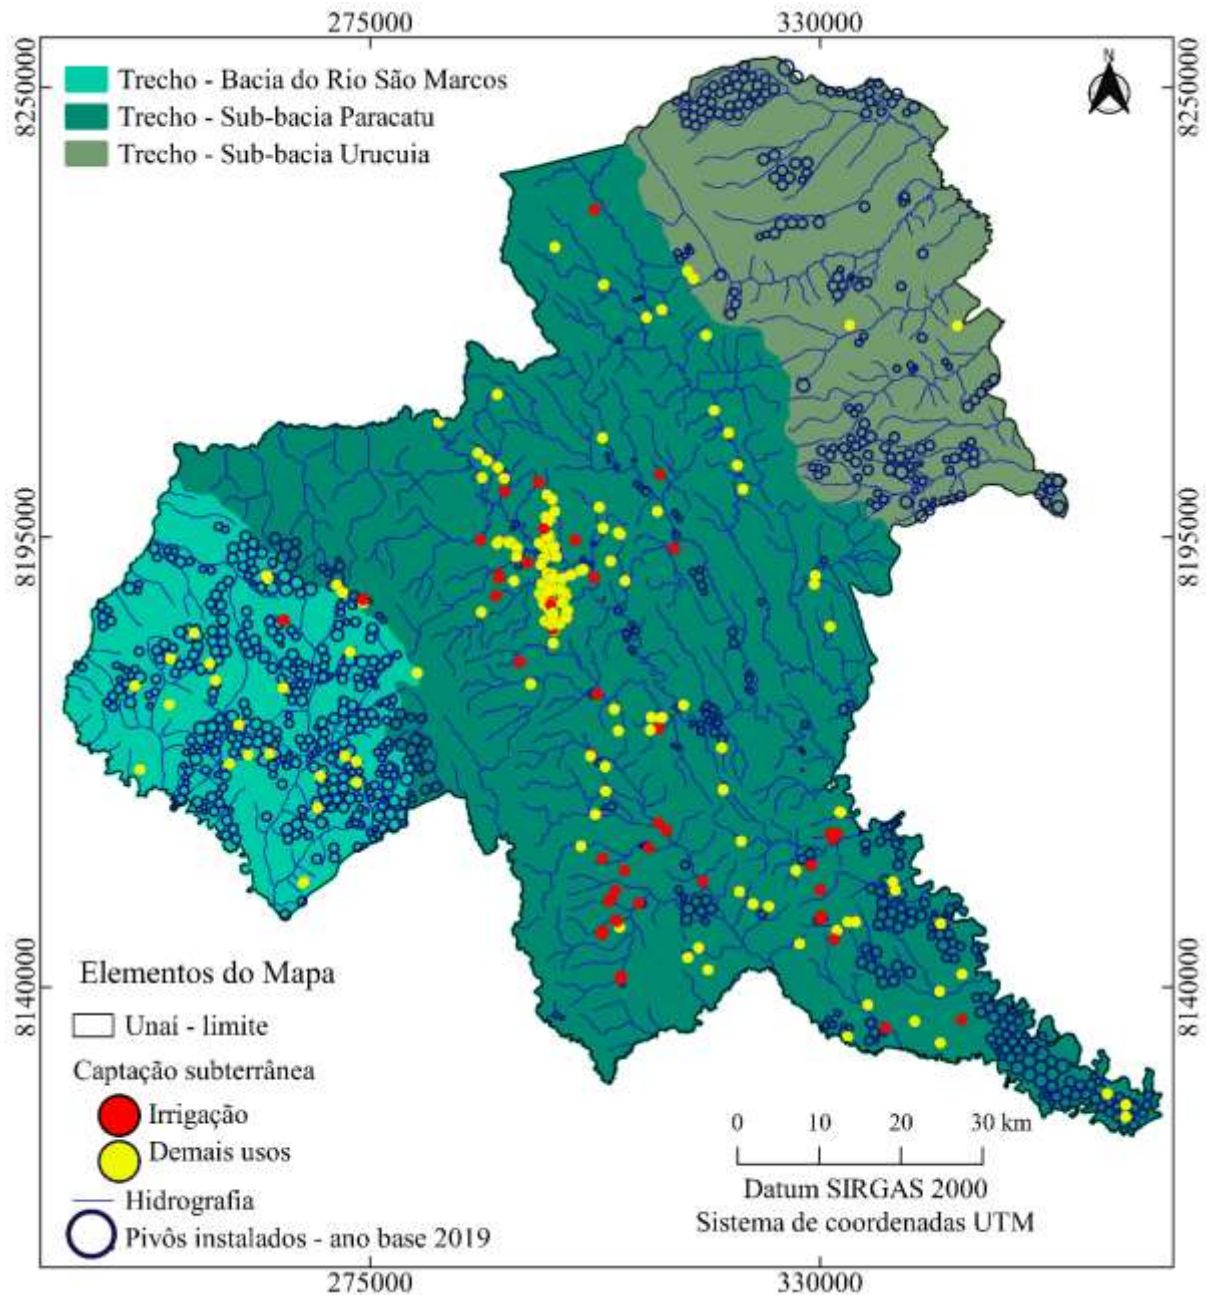 275000
330000
N
8250000
8250000
Trecho - Bacia do Rio São Marcos
Trecho - Sub-bacia Paracatu
Trecho - Sub-bacia Urucuia
8195000
8195000
8140000
8140000
Elementos do Mapa
Unaí - limite
Captação subterrânea
Irrigação
Demais usos
Hidrografia
Pivôs instalados - ano base 2019
0 10 20 30 km
Datum SIRGAS 2000
Sistema de coordenadas UTM
275000
330000